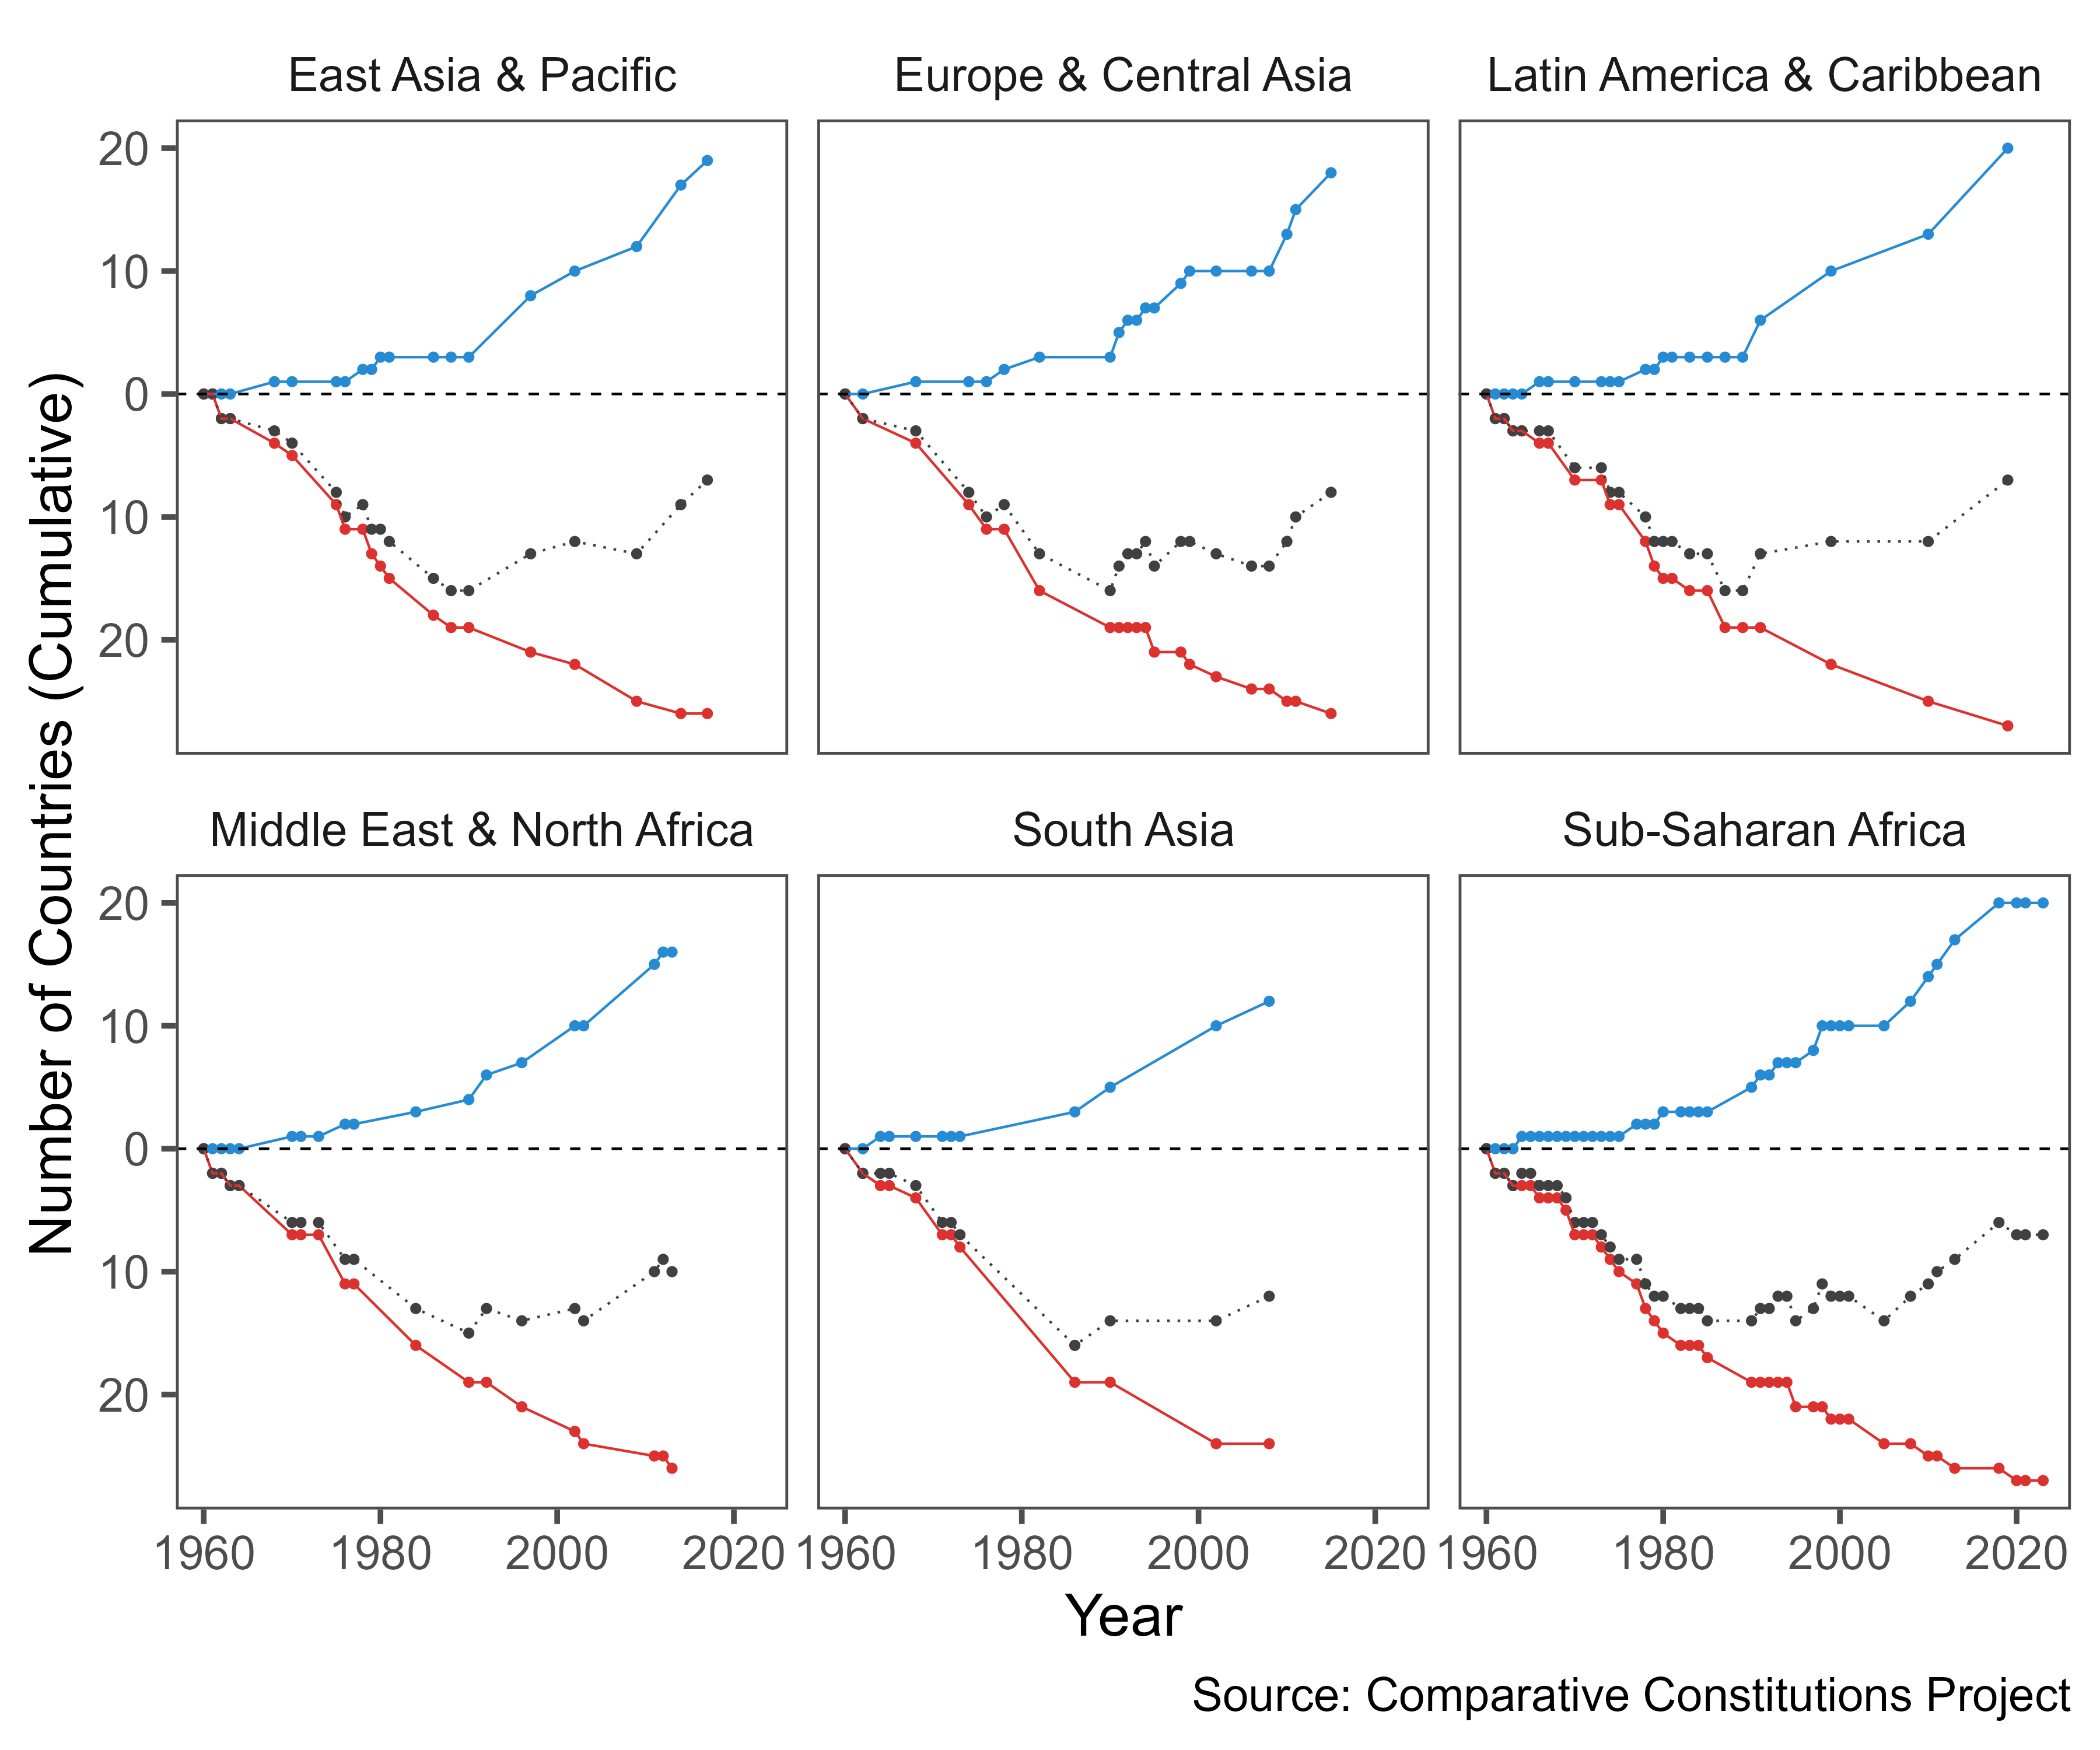 East Asia & Pacific
Europe & Central Asia
Latin America & Caribbean
20
10
0
10
20
Middle East & North Africa
South Asia
Sub-Saharan Africa
20
10
0
10
20
1960 1980 2000 2020 1960 1980 2000 2020 1960 1980 2000 2020
Number of Countries (Cumulative)
Year
Source: Comparative Constitutions Project